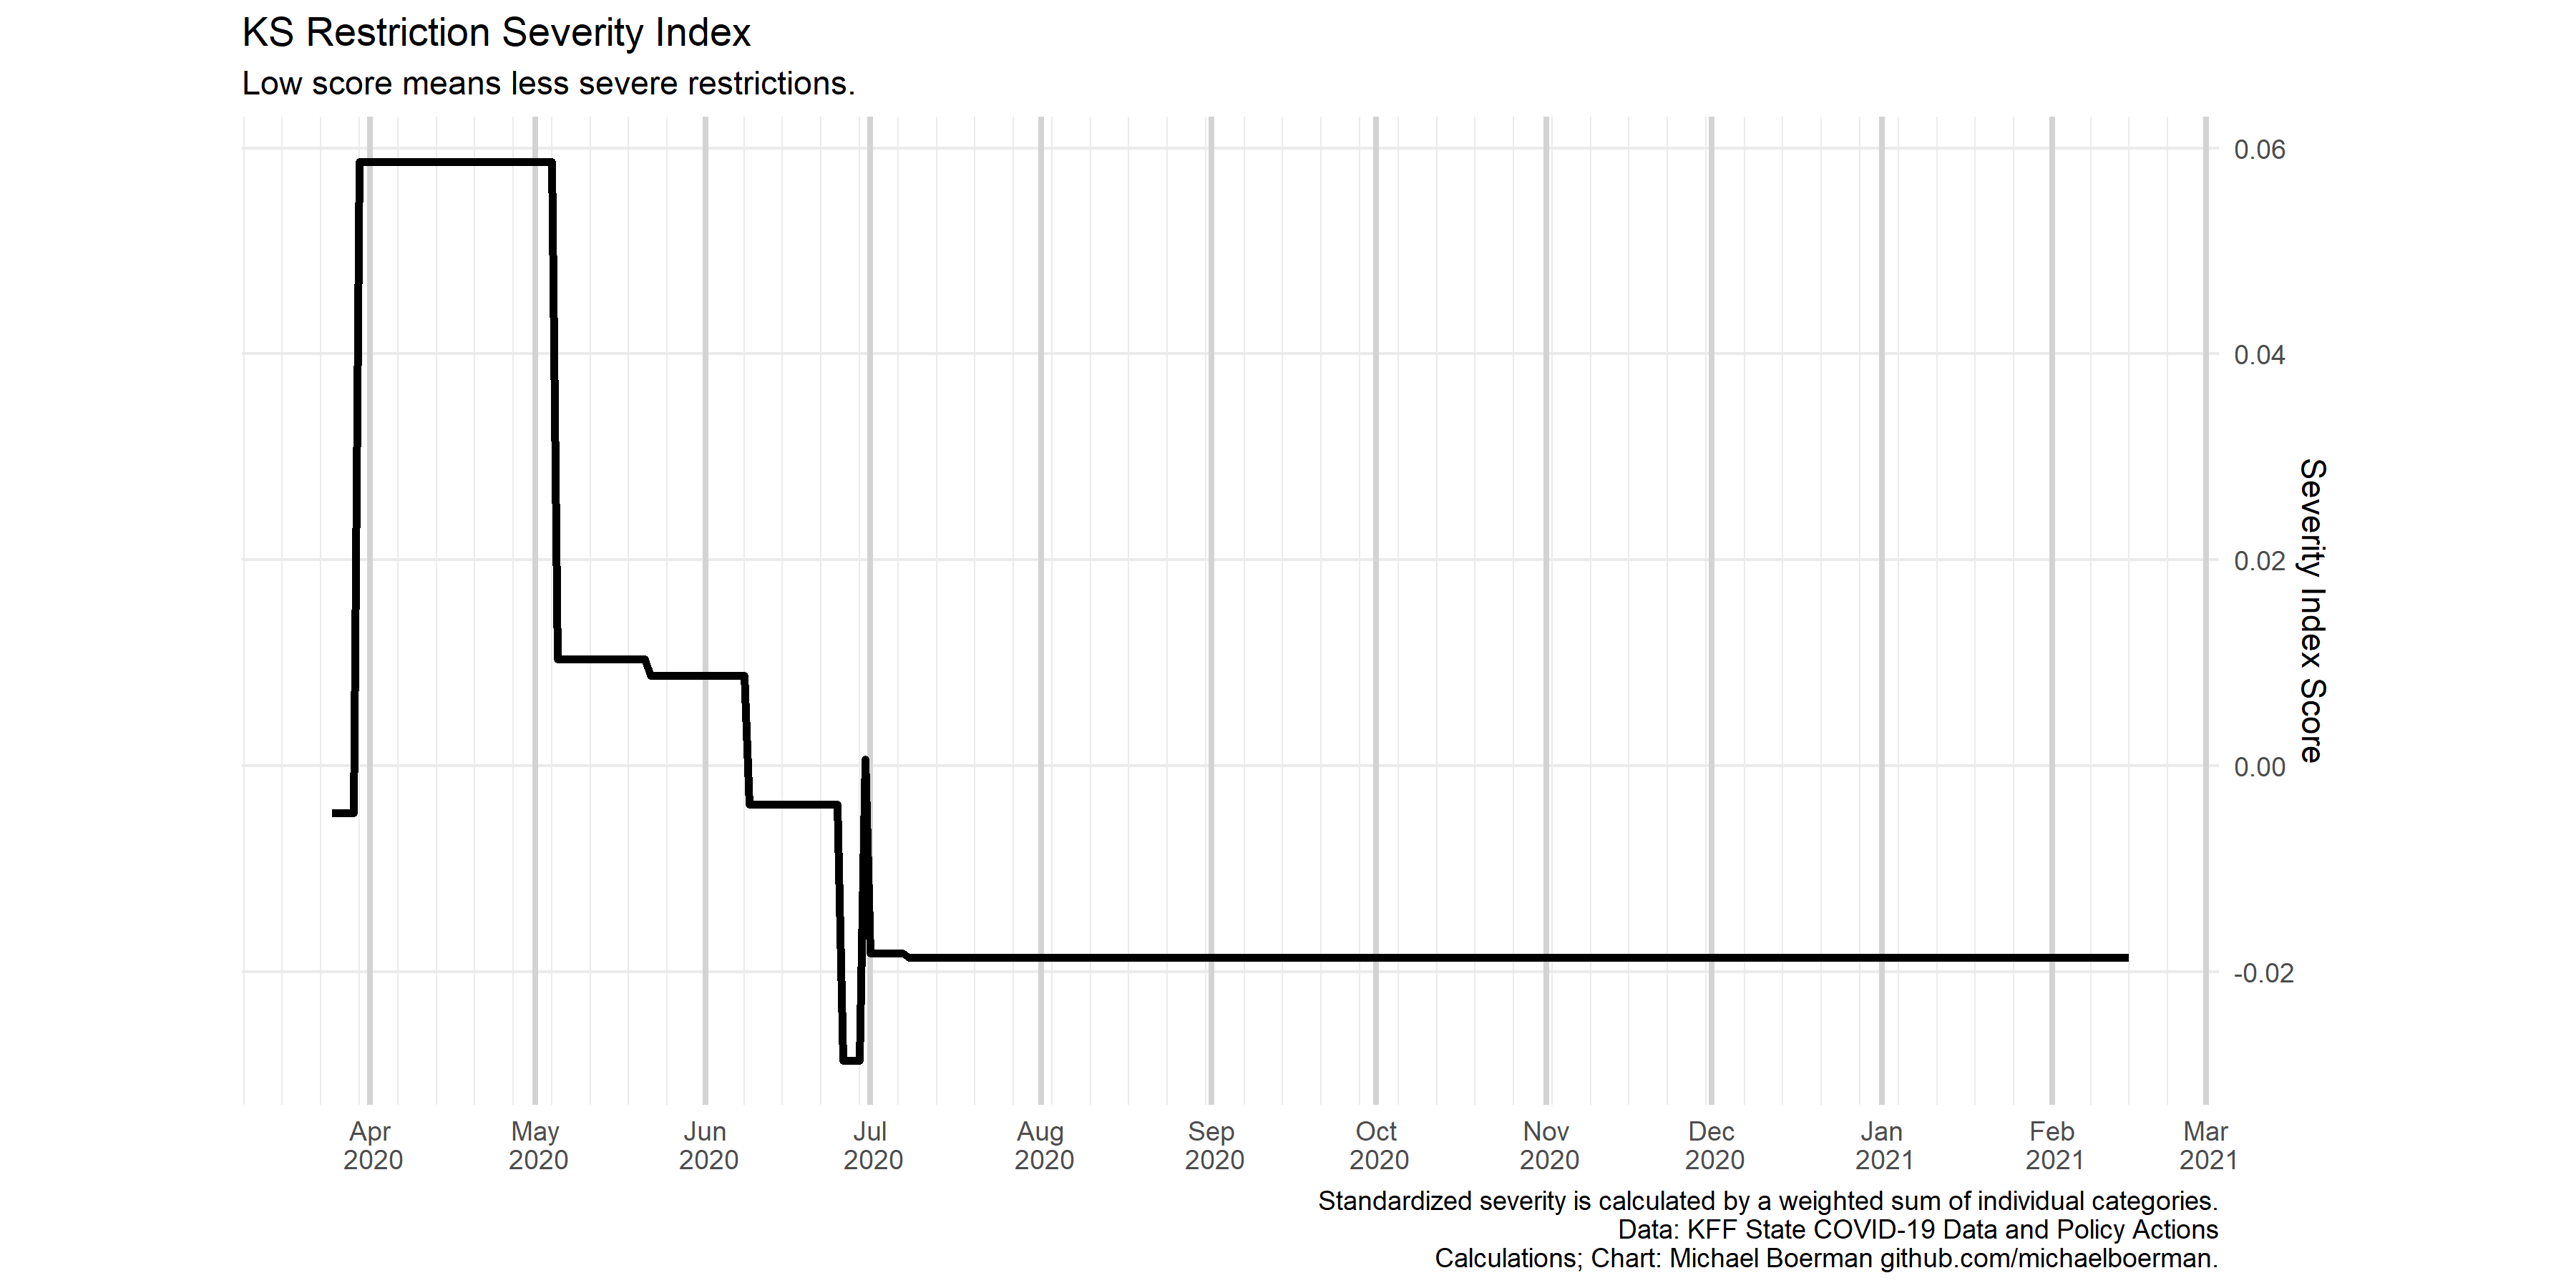 KS Restriction Severity Index
Low score means less severe restrictions.
0.06
0.04
0.02
0.00
-0.02
Severity Index Score
Apr 2020
May 2020
Jun 2020
Jul 2020
Aug 2020
Sep 2020
Oct 2020
Nov 2020
Dec 2020
Jan 2021
Feb 2021
Mar 2021
Standardized severity is calculated by a weighted sum of individual categories.
Data: KFF State COVID-19 Data and Policy Actions
Calculations; Chart: Michael Boerman github.com/michaelboerman.